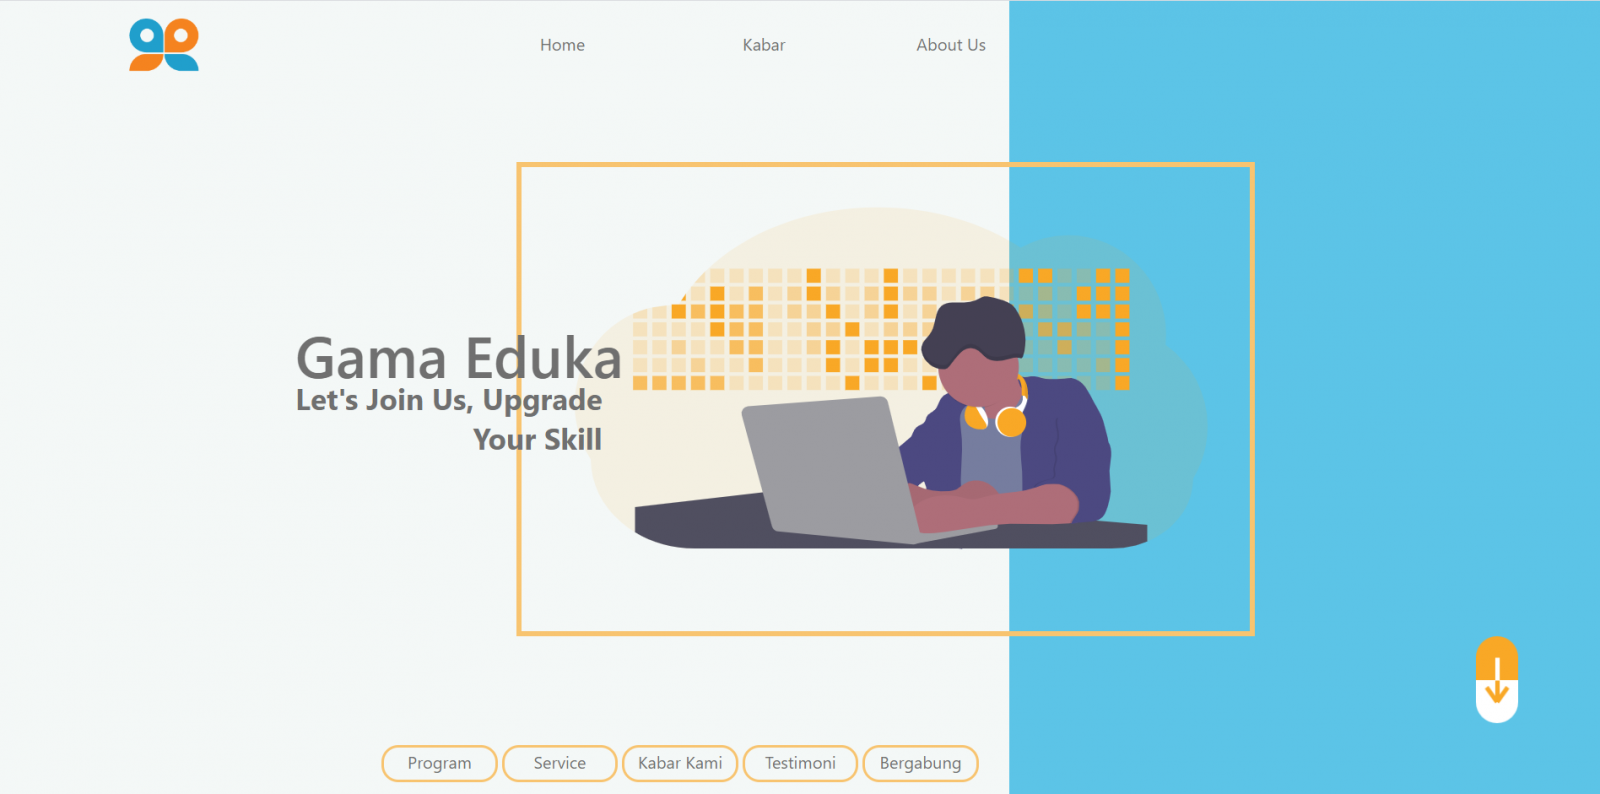 Home
Kabar
About Us
Gama Eduka
Let's Join Us, Upgrade
Your Skill
Program
Service
Kabar Kami
Testimoni
Bergabung